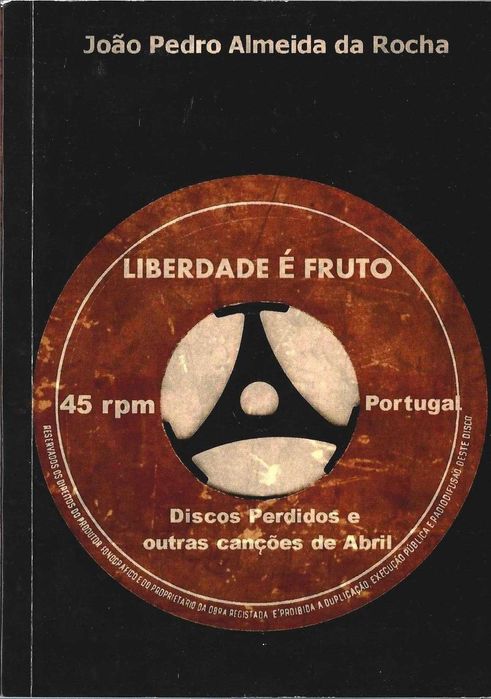 João Pedro Almeida da Rocha
LIBERDADE É FRUTO
45 rpm
Portugal
Discos Perdidos e
outras canções de Abril
RESERVADOS OS DIREITOS DO PRODUTOR FONOGRÁFICO E DO PROPRIETÁRIO DA OBRA REGISTADA. É PROIBIDA A DUPLICAÇÃO, EXECUÇÃO PÚBLICA E RADIODIFUSÃO DESTE DISCO